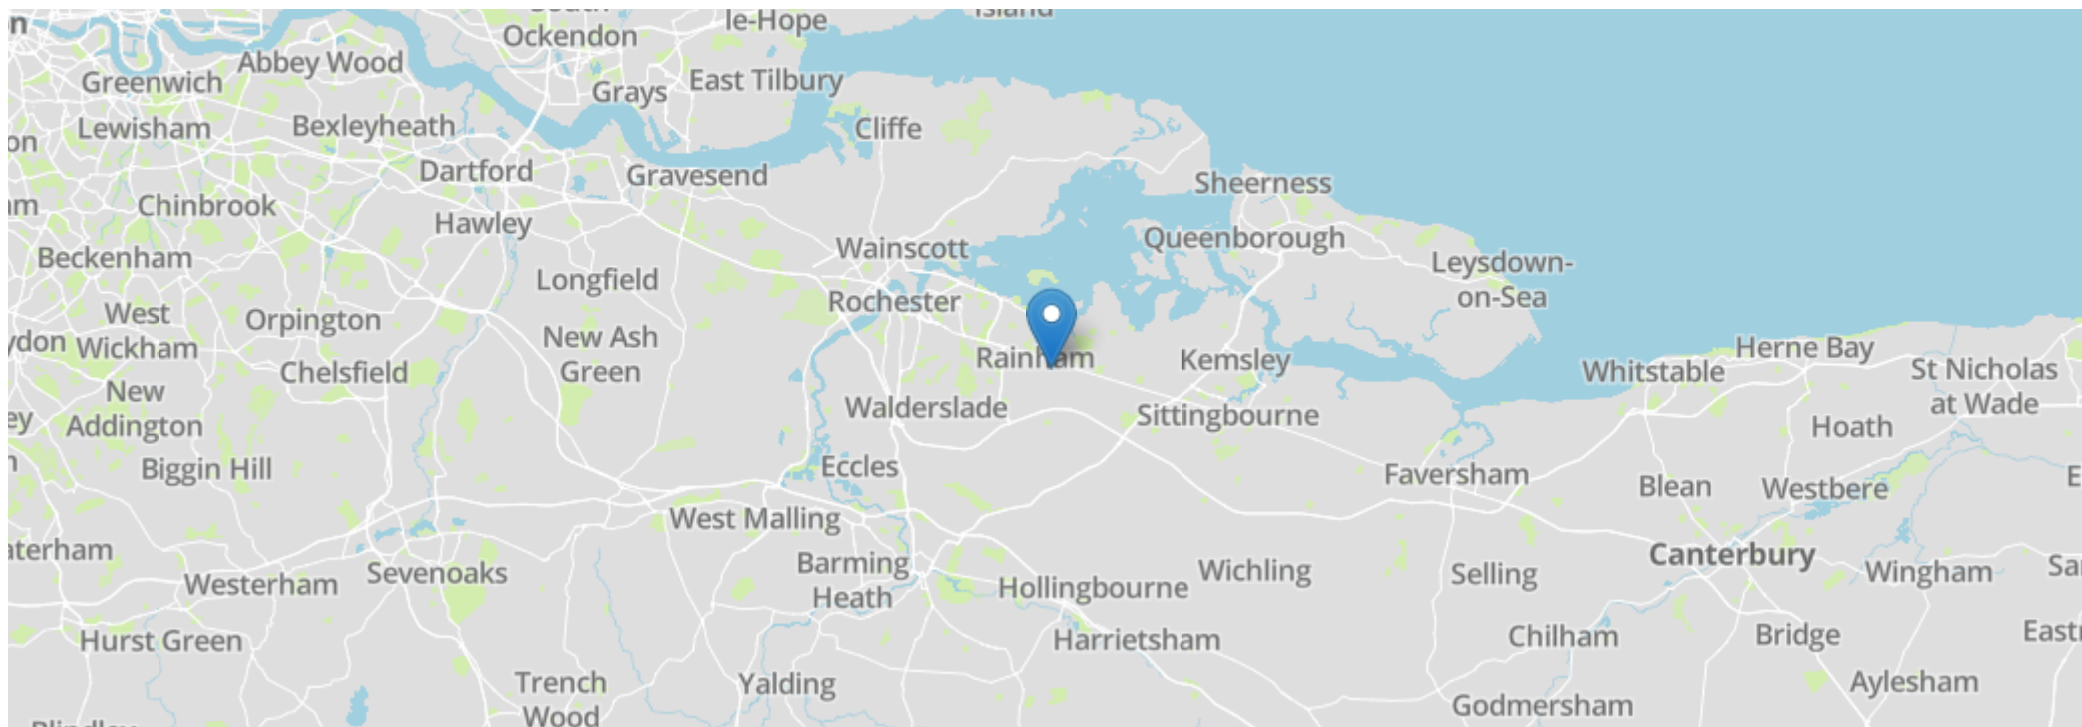 Island
le-Hope
Ockendon
Abbey Wood
Greenwich
East Tilbury
Grays
Lewisham
Bexleyheath
Cliffe
Dartford
Gravesend
Sheerness
Chinbrook
Hawley
Queenborough
Wainscott
Beckenham
Longfield
Leysdown-
on-Sea
Rochester
West
Wickham
Orpington
New Ash
Green
Rainham
Kemsley
Herne Bay
Whitstable
St Nicholas
at Wade
Chelsfield
New
Addington
Walderslade
Sittingbourne
Hoath
Biggin Hill
Eccles
Faversham
Blean
Westbere
West Malling
aterham
Canterbury
Barming
Heath
Wichling
Selling
Wingham
Westerham
Sevenoaks
Hollingbourne
Hurst Green
Harrietsham
Chilham
Bridge
Trench
Wood
Yalding
Aylesham
Godmersham